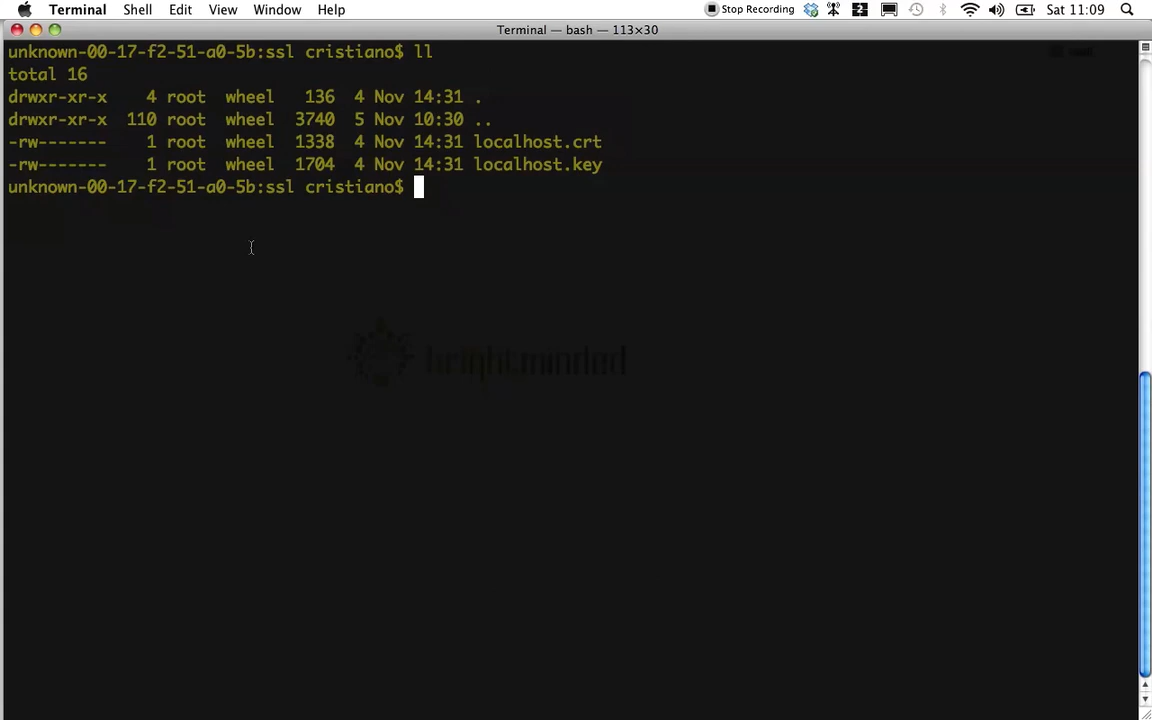 Terminal Shell Edit View Window Help Stop Recording 2 Sat 11:09
Terminal — bash — 113×30
unknown-00-17-f2-51-a0-5b:ssl cristiano$ ll
total 16
drwxr-xr-x 4 root wheel 136 4 Nov 14:31 .
drwxr-xr-x 110 root wheel 3740 5 Nov 10:30 ..
-rw------- 1 root wheel 1338 4 Nov 14:31 localhost.crt
-rw------- 1 root wheel 1704 4 Nov 14:31 localhost.key
unknown-00-17-f2-51-a0-5b:ssl cristiano$
brightminded